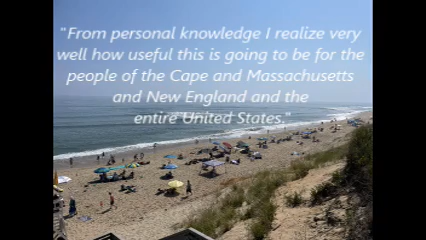 "From personal knowledge I realize very
well how useful this is going to be for the
people of the Cape and Massachusetts
and New England and the
entire United States."